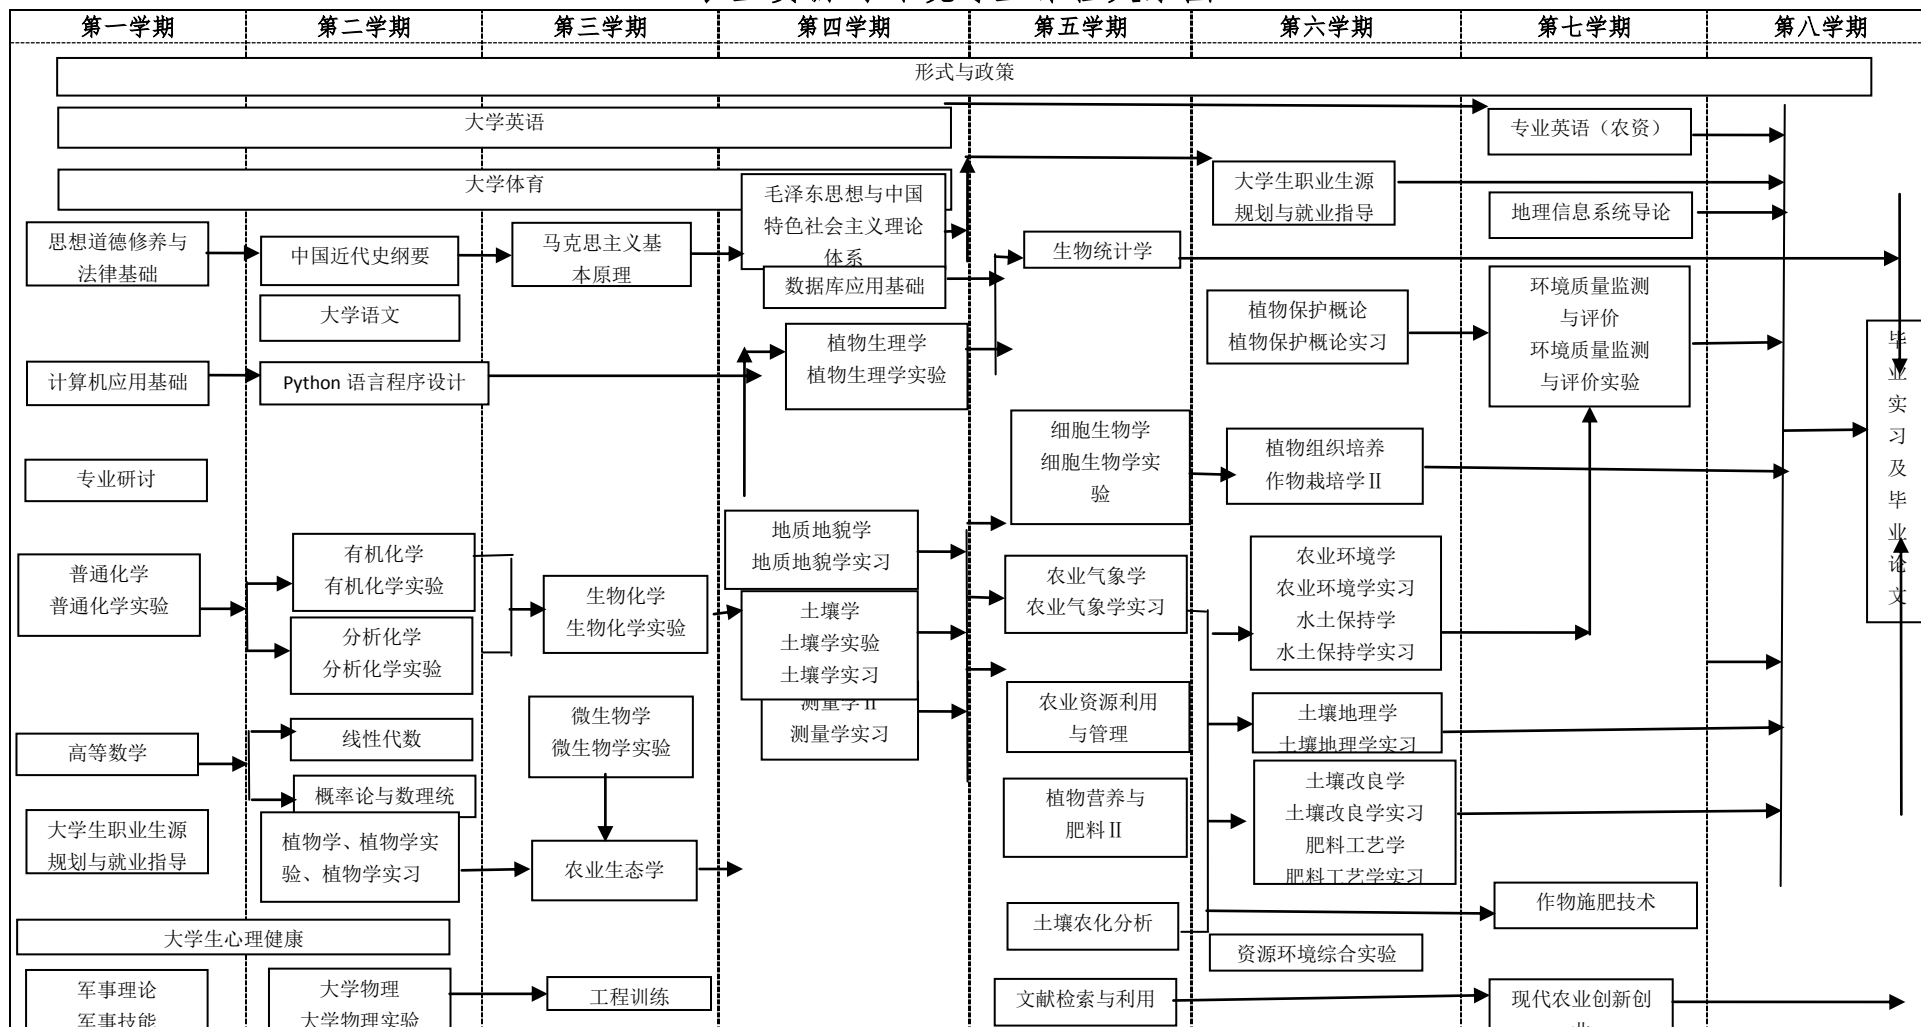 第一学期
第二学期
第三学期
第四学期
第五学期
第六学期
第七学期
第八学期
形式与政策
大学英语
专业英语（农资）
大学体育
毛泽东思想与中国
特色社会主义理论
体系
大学生职业生源
规划与就业指导
地理信息系统导论
思想道德修养与
法律基础
中国近代史纲要
马克思主义基
本原理
数据库应用基础
生物统计学
大学语文
植物保护概论
植物保护概论实习
环境质量监测
与评价
环境质量监测
与评价实验
计算机应用基础
Python 语言程序设计
植物生理学
植物生理学实验
毕
业
实
习
及
毕
业
论
文
专业研讨
细胞生物学
细胞生物学实
验
植物组织培养
作物栽培学Ⅱ
普通化学
普通化学实验
有机化学
有机化学实验
分析化学
分析化学实验
生物化学
生物化学实验
地质地貌学
地质地貌学实习
土壤学
土壤学实验
土壤学实习
测量学Ⅱ
测量学实习
农业气象学
农业气象学实习
农业环境学
农业环境学实习
水土保持学
水土保持学实习
高等数学
线性代数
概率论与数理统
微生物学
微生物学实验
农业资源利用
与管理
土壤地理学
土壤地理学实习
大学生职业生源
规划与就业指导
植物学、植物学实
验、植物学实习
农业生态学
植物营养与
肥料Ⅱ
土壤改良学
土壤改良学实习
肥料工艺学
肥料工艺学实习
作物施肥技术
大学生心理健康
土壤农化分析
资源环境综合实验
军事理论
军事技能
大学物理
大学物理实验
工程训练
文献检索与利用
现代农业创新创